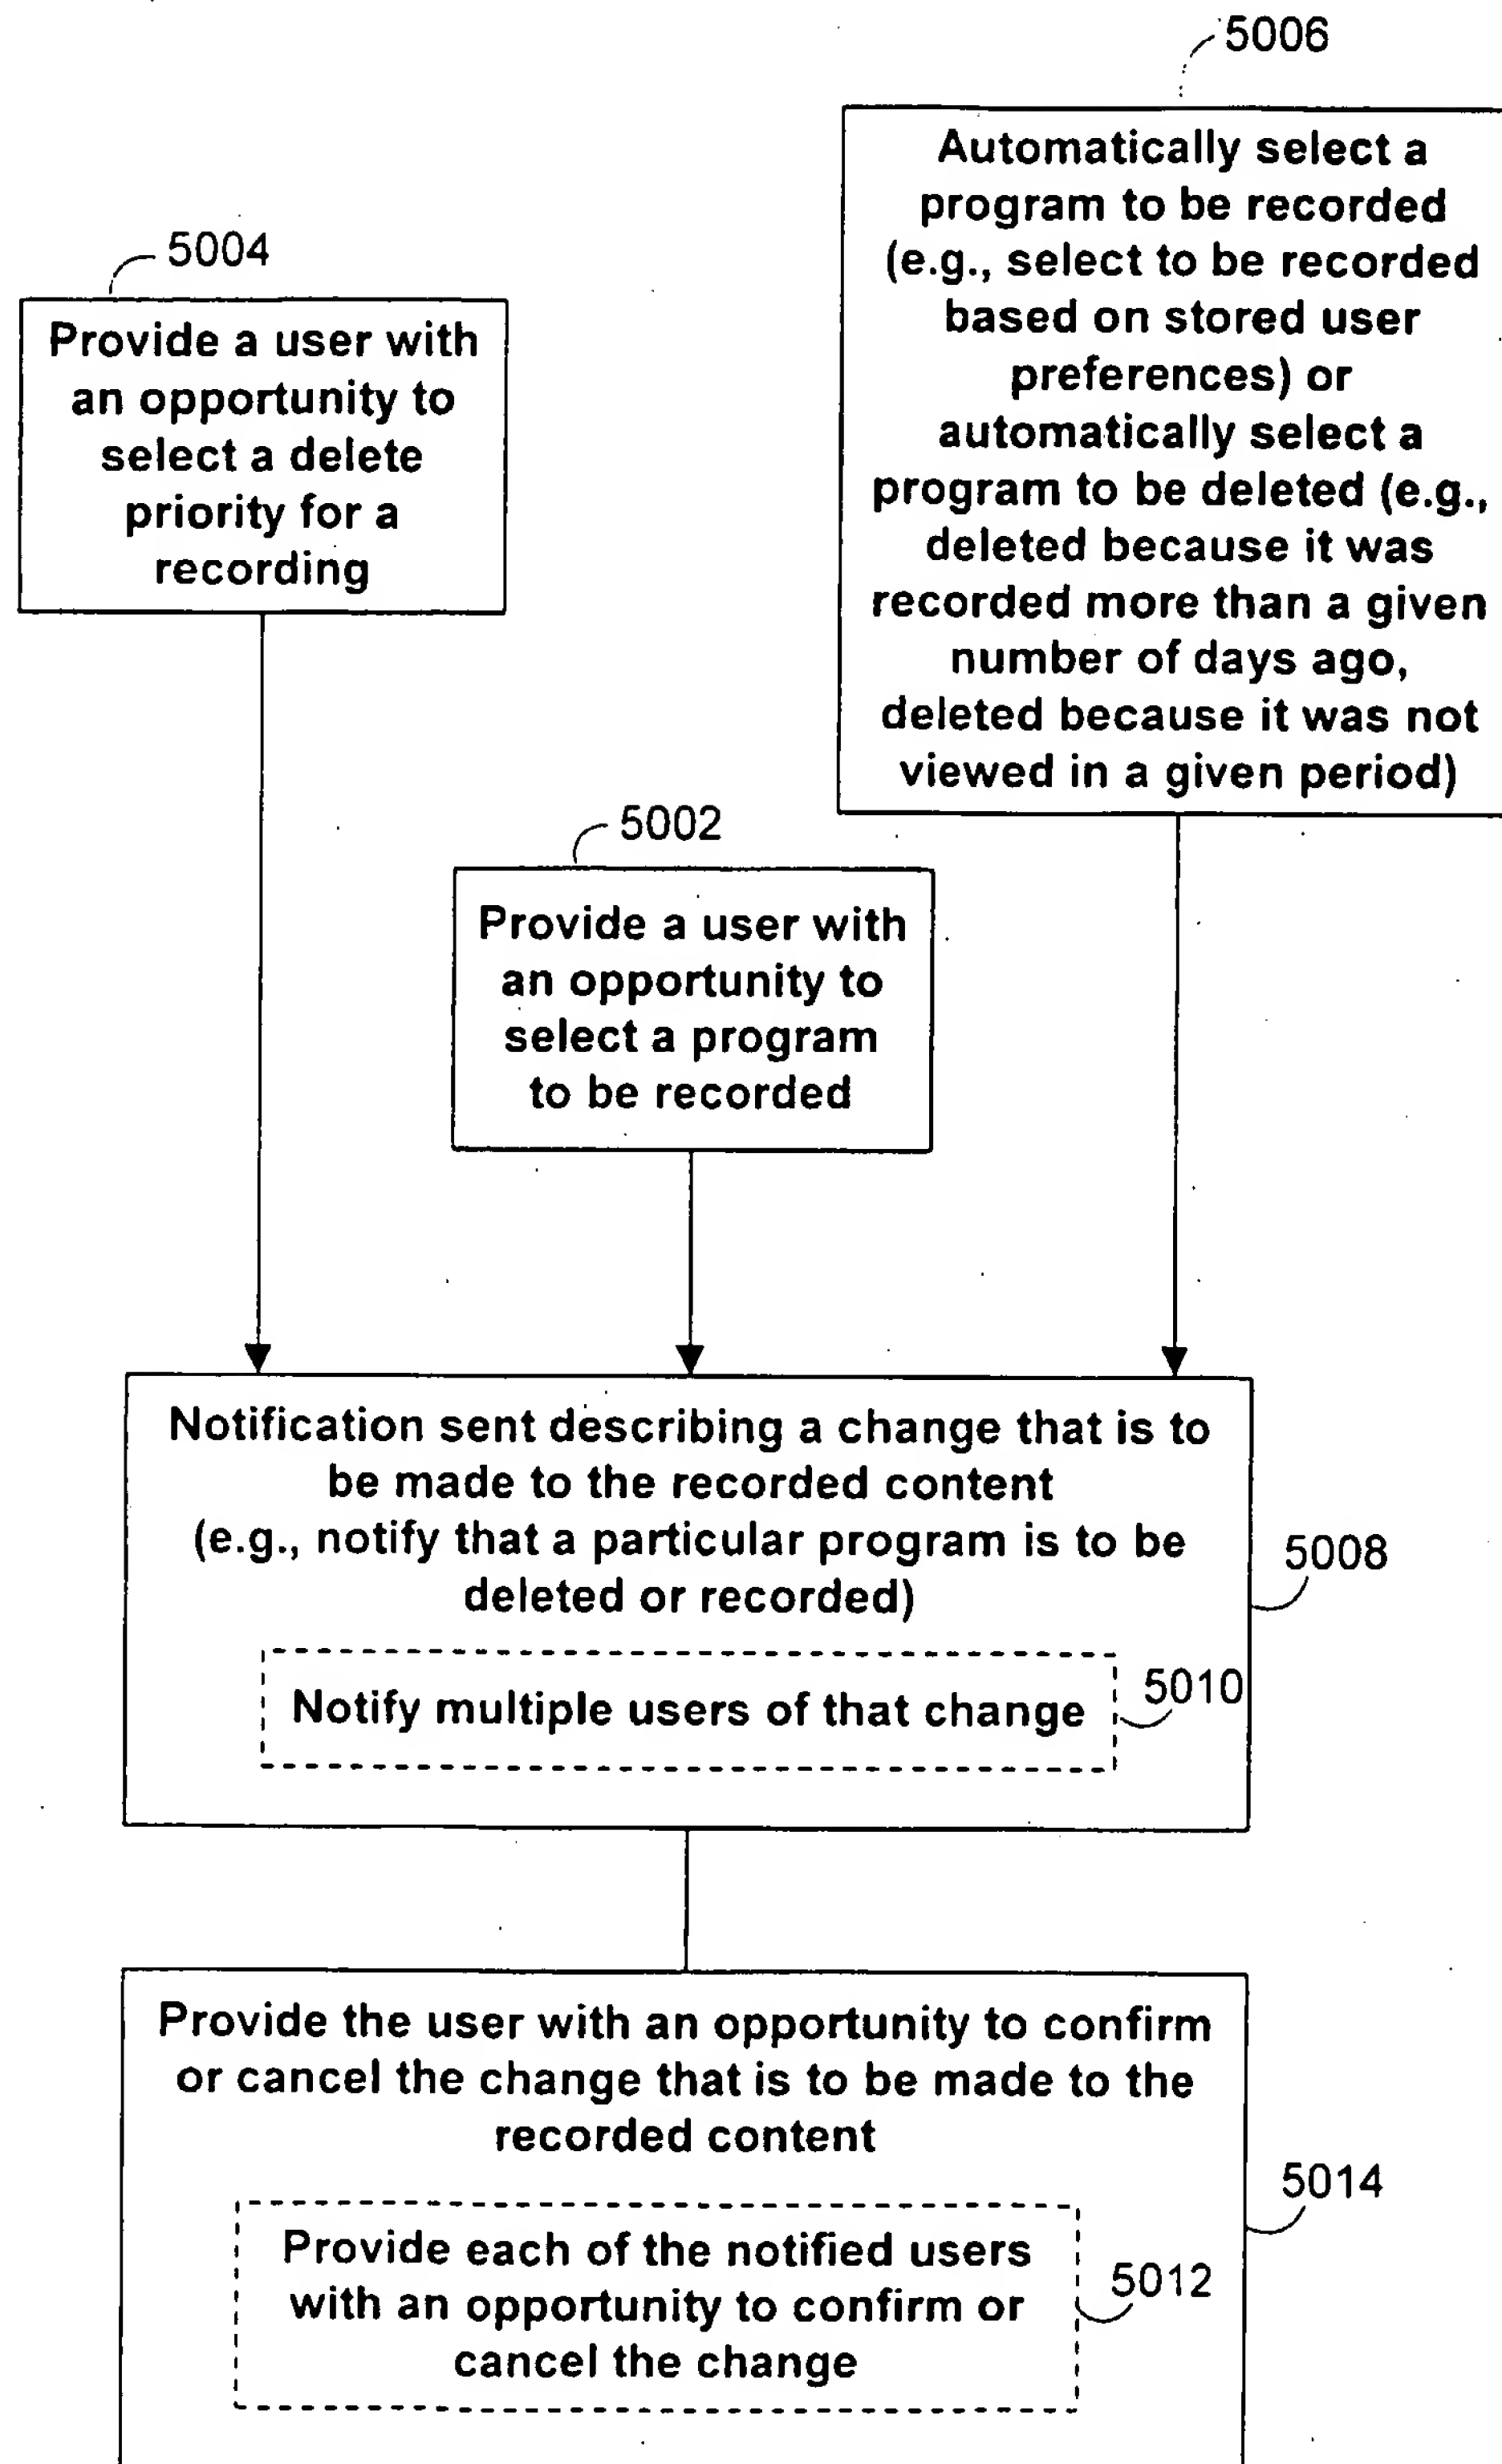 5006
Automatically select a
program to be recorded
(e.g., select to be recorded
based on stored user
preferences) or
automatically select a
program to be deleted (e.g.,
deleted because it was
recorded more than a given
number of days ago,
deleted because it was not
viewed in a given period)
5004
Provide a user with
an opportunity to
select a delete
priority for a
recording
5002
Provide a user with
an opportunity to
select a program
to be recorded
Notification sent describing a change that is to
be made to the recorded content
(e.g., notify that a particular program is to be
deleted or recorded)
5008
Notify multiple users of that change
5010
Provide the user with an opportunity to confirm
or cancel the change that is to be made to the
recorded content
5014
Provide each of the notified users
with an opportunity to confirm or
cancel the change
5012